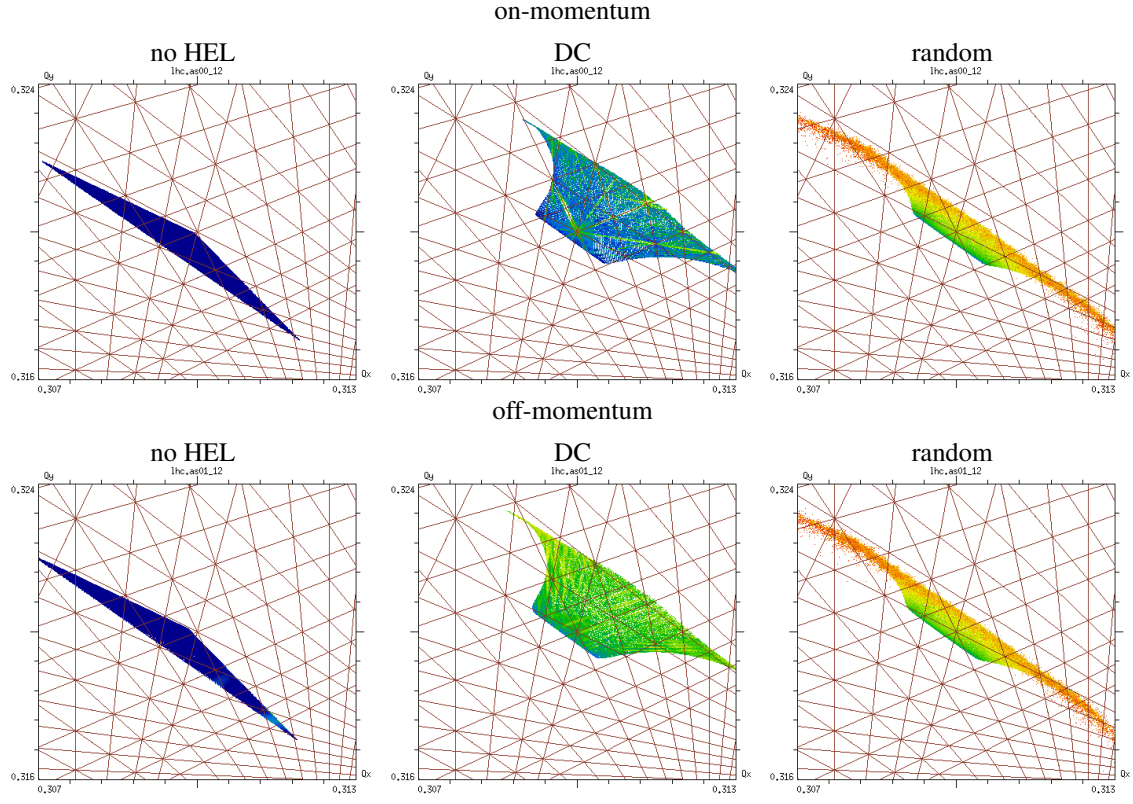 on-momentum
no HEL DC random
lhc.as00_12 lhc.as00_12 lhc.as00_12
Qy Qy Qy
0.324 0.324 0.324
0.316 Qx 0.316 Qx 0.316 Qx
0.307 0.313 0.307 0.313 0.307 0.313
off-momentum
no HEL DC random
lhc.as01_12 lhc.as01_12 lhc.as01_12
Qy Qy Qy
0.324 0.324 0.324
0.316 Qx 0.316 Qx 0.316 Qx
0.307 0.313 0.307 0.313 0.307 0.313